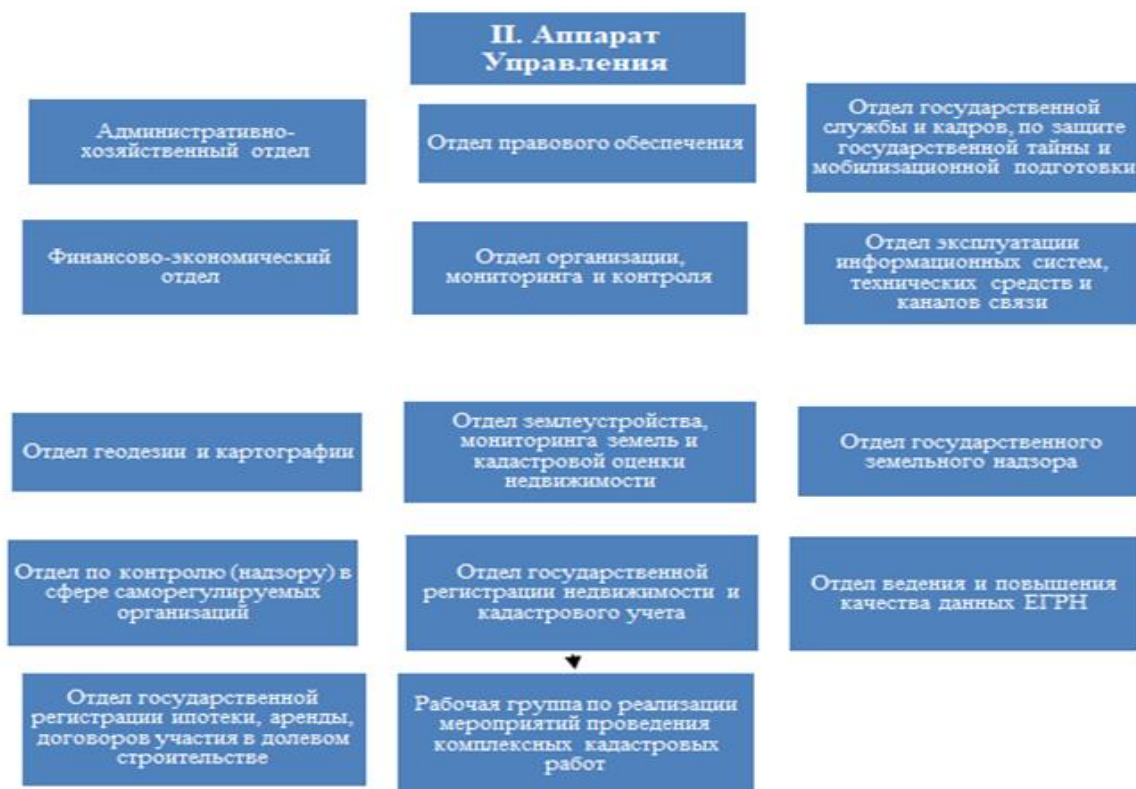 II. Аппарат
Управления
Административно-
хозяйственный отдел
Отдел правового обеспечения
Отдел государственной
службы и кадров, по защите
государственной тайны и
мобилизационной подготовки
Финансово-экономический
отдел
Отдел организации,
мониторинга и контроля
Отдел эксплуатации
информационных систем,
технических средств и
каналов связи
Отдел геодезии и картографии
Отдел землеустройства,
мониторинга земель и
кадастровой оценки
недвижимости
Отдел государственного
земельного надзора
Отдел по контролю (надзору) в
сфере саморегулируемых
организаций
Отдел государственной
регистрации недвижимости и
кадастрового учета
Отдел ведения и повышения
качества данных ЕГРН
Отдел государственной
регистрации ипотеки, аренды,
договоров участия в долевом
строительстве
Рабочая группа по реализации
мероприятий проведения
комплексных кадастровых
работ